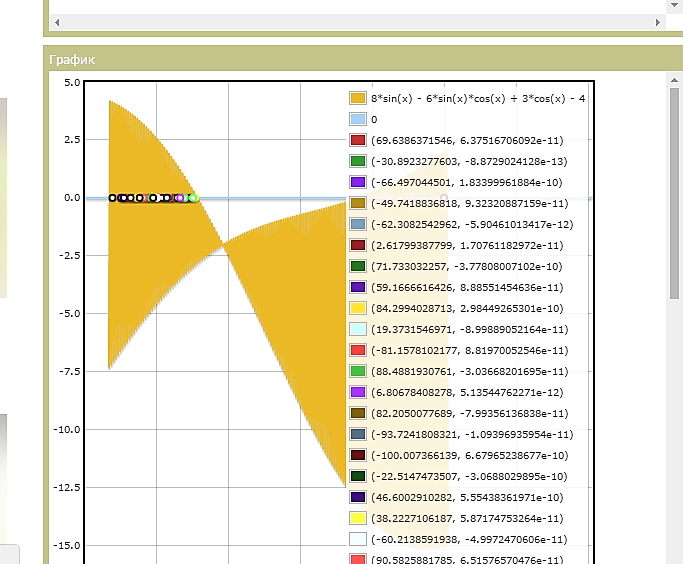 График
5.0
2.5
0.0
-2.5
-5.0
-7.5
-10.0
-12.5
-15.0
8*sin(x) - 6*sin(x)*cos(x) + 3*cos(x) - 4
0
(69.6386371546, 6.37516706092e-11)
(-30.8923277603, -8.8729024128e-13)
(-66.497044501, 1.83399961884e-10)
(-49.7418836818, 9.32320887159e-11)
(-62.3082542962, -5.90461013417e-12)
(2.61799387799, 1.70761182972e-11)
(71.733032257, -3.77808007102e-10)
(59.1666616426, 8.88551454636e-11)
(84.2994028713, 2.98449265301e-10)
(19.3731546971, -8.99889052164e-11)
(-81.1578102177, 8.81970052546e-11)
(88.4881930761, -3.03668201695e-11)
(6.80678408278, 5.13544762271e-12)
(82.2050077689, -7.99356136838e-11)
(-93.7241808321, -1.09396935954e-11)
(-100.007366139, 6.67965238677e-10)
(-22.5147473507, -3.0688029895e-10)
(46.6002910282, 5.55438361971e-10)
(38.2227106187, 5.87174753264e-11)
(-60.2138591938, -4.9972470606e-11)
(90.5825881785, 6.51576570476e-11)